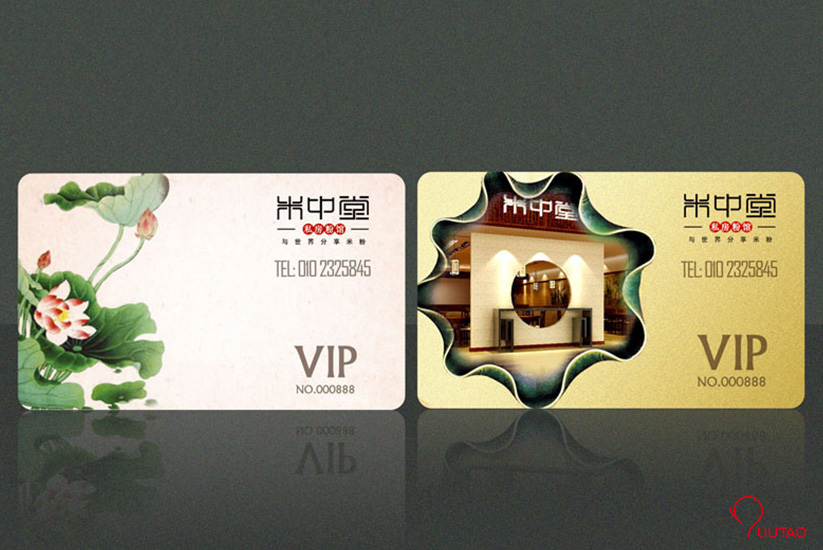 米中堂
私房粉馆
与世界分享米粉
TEL: 010 2325845
VIP
NO.000888
米中堂
米中堂
私房粉馆
与世界分享米粉
TEL: 010 2325845
VIP
NO.000888
LIUTAO